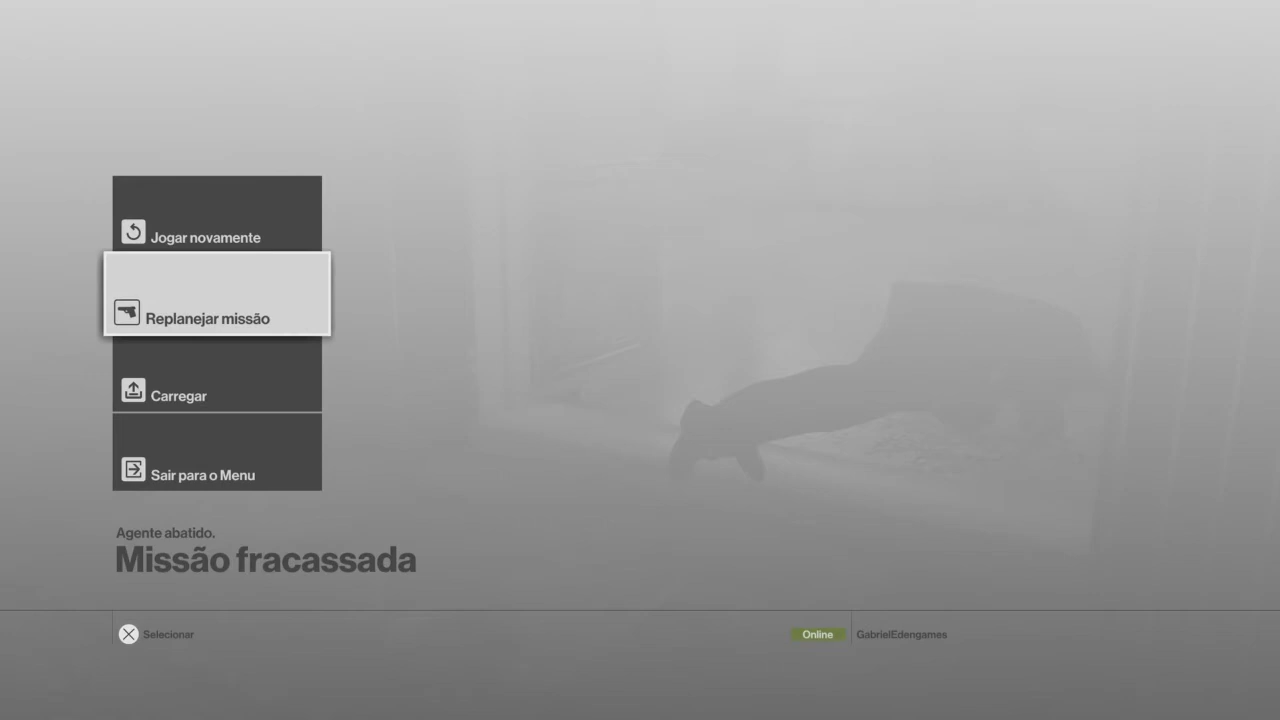 Jogar novamente
Replanejar missão
Carregar
Sair para o Menu
Agente abatido.
Missão fracassada
Selecionar
Online
GabrielEdengames